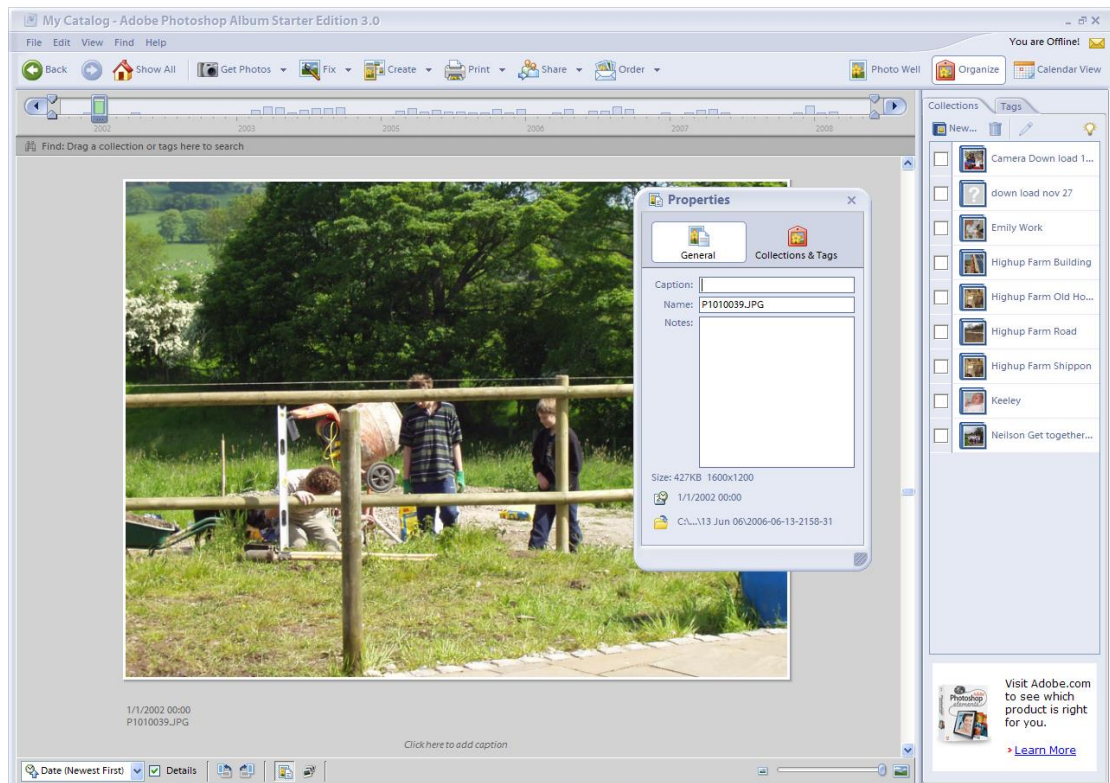 My Catalog - Adobe Photoshop Album Starter Edition 3.0
File Edit View Find Help
You are Offline!
Back Show All Get Photos Fix Create Print Share Order Photo Well Organize Calendar View
2002 2003 2005 2006 2007 2008
Find: Drag a collection or tags here to search
Collections Tags
New...
Camera Down load 1...
down load nov 27
Emily Work
Highup Farm Building
Highup Farm Old Ho...
Highup Farm Road
Highup Farm Shippon
Keeley
Neilson Get together...
Properties
General Collections & Tags
Caption:
Name: P1010039.JPG
Notes:
Size: 427KB 1600x1200
1/1/2002 00:00
C:\...\13 Jun 06\2006-06-13-2158-31
1/1/2002 00:00
P1010039.JPG
Click here to add caption
Date (Newest First) Details
Photoshop
elements
Visit Adobe.com
to see which
product is right
for you.
Learn More